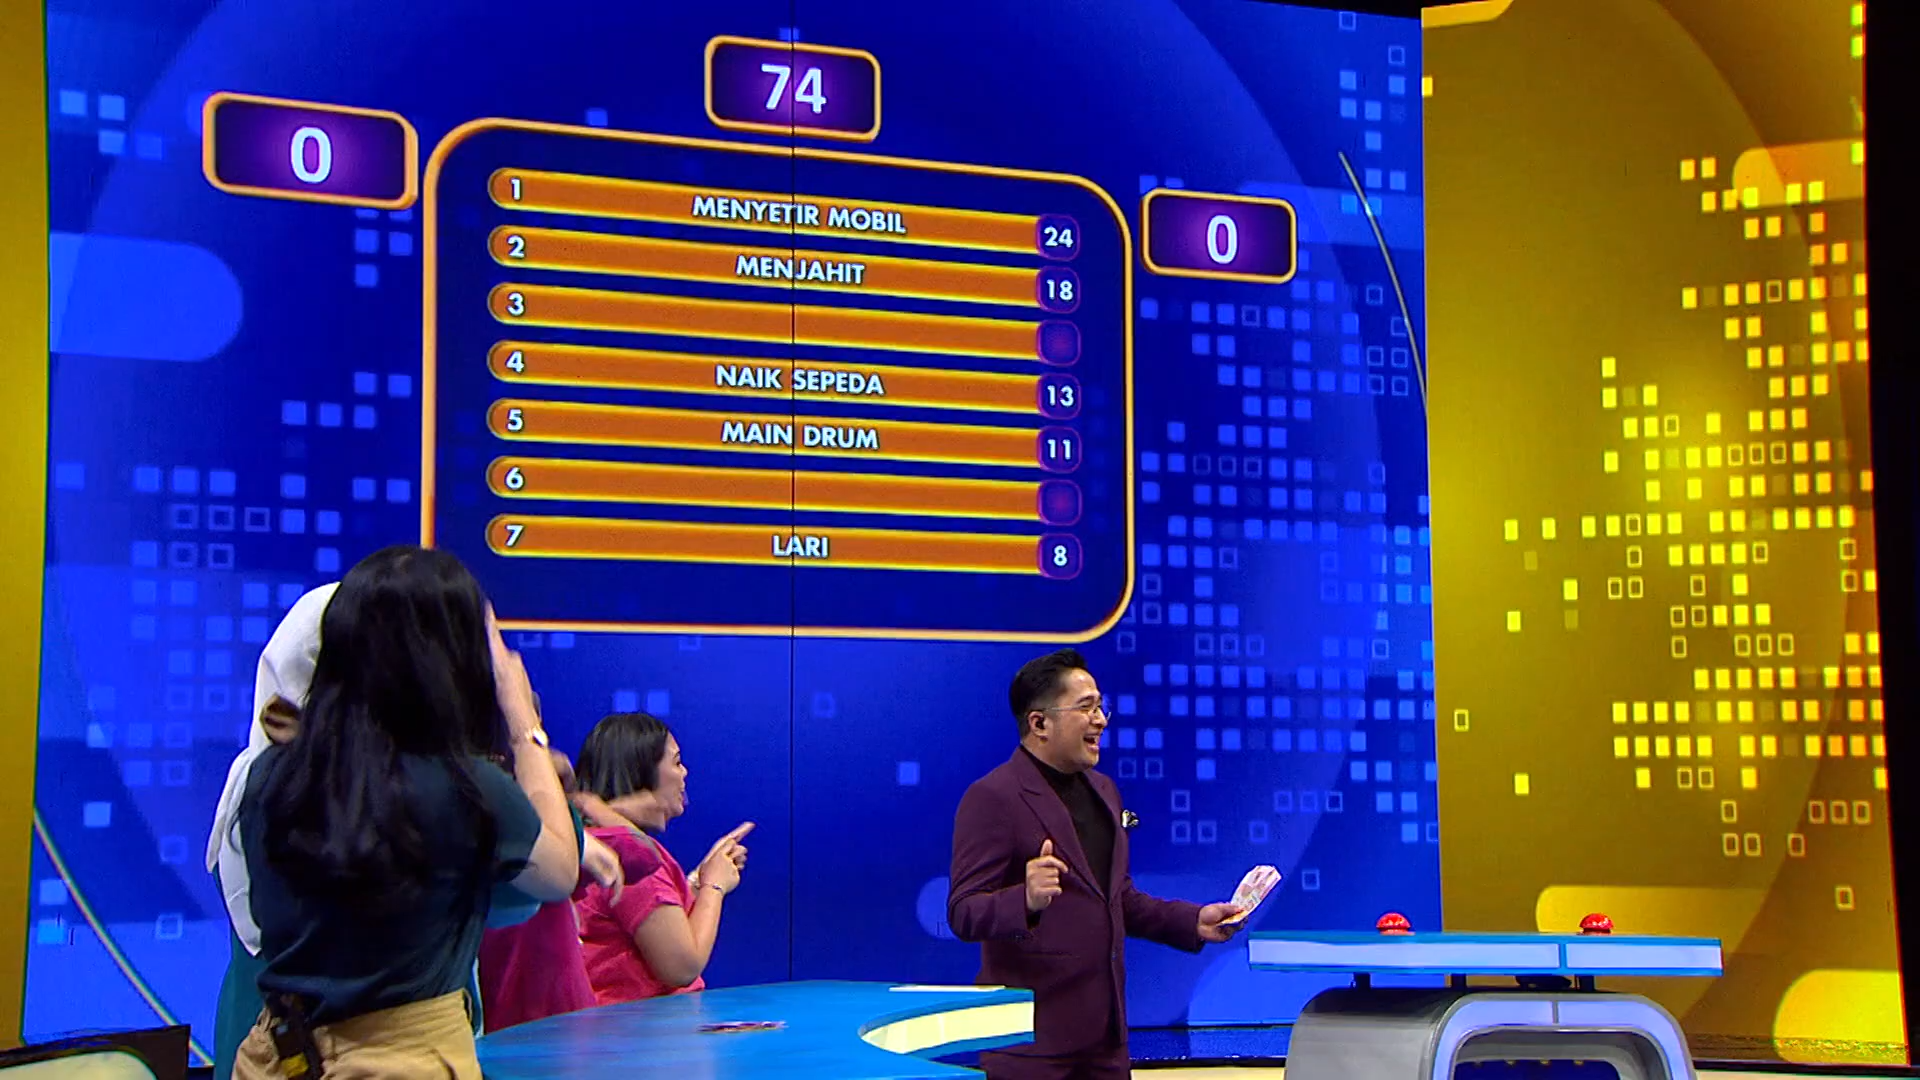 74
0
0
1 MENYETIR MOBIL 24
2 MENJAHIT 18
3
4 NAIK SEPEDA 13
5 MAIN DRUM 11
6
7 LARI 8